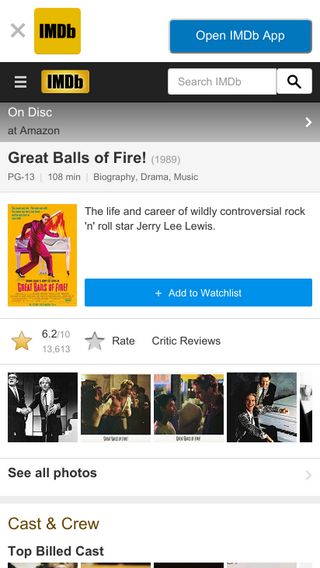 IMDb
Open IMDb App
IMDb
Search IMDb
On Disc
at Amazon
Great Balls of Fire! (1989)
PG-13 | 108 min | Biography, Drama, Music
GREAT BALLS OF FIRE!
The life and career of wildly controversial rock
'n' roll star Jerry Lee Lewis.
+ Add to Watchlist
6.2/10
13,613
Rate
Critic Reviews
GREAT BALLS OF FIRE!
GREAT BALLS OF FIRE!
See all photos
Cast & Crew
Top Billed Cast